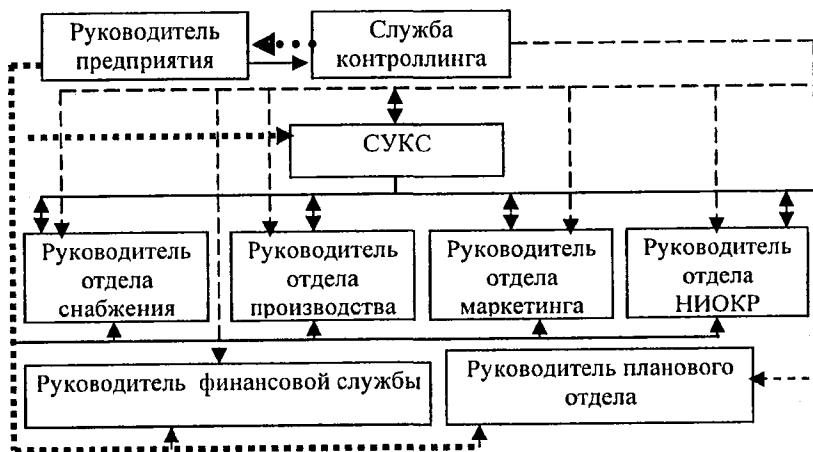 Руководитель
предприятия
Служба
контроллинга
СУКС
Руководитель
отдела
снабжения
Руководитель
отдела
производства
Руководитель
отдела
маркетинга
Руководитель
отдела
НИОКР
Руководитель финансовой службы
Руководитель планового
отдела